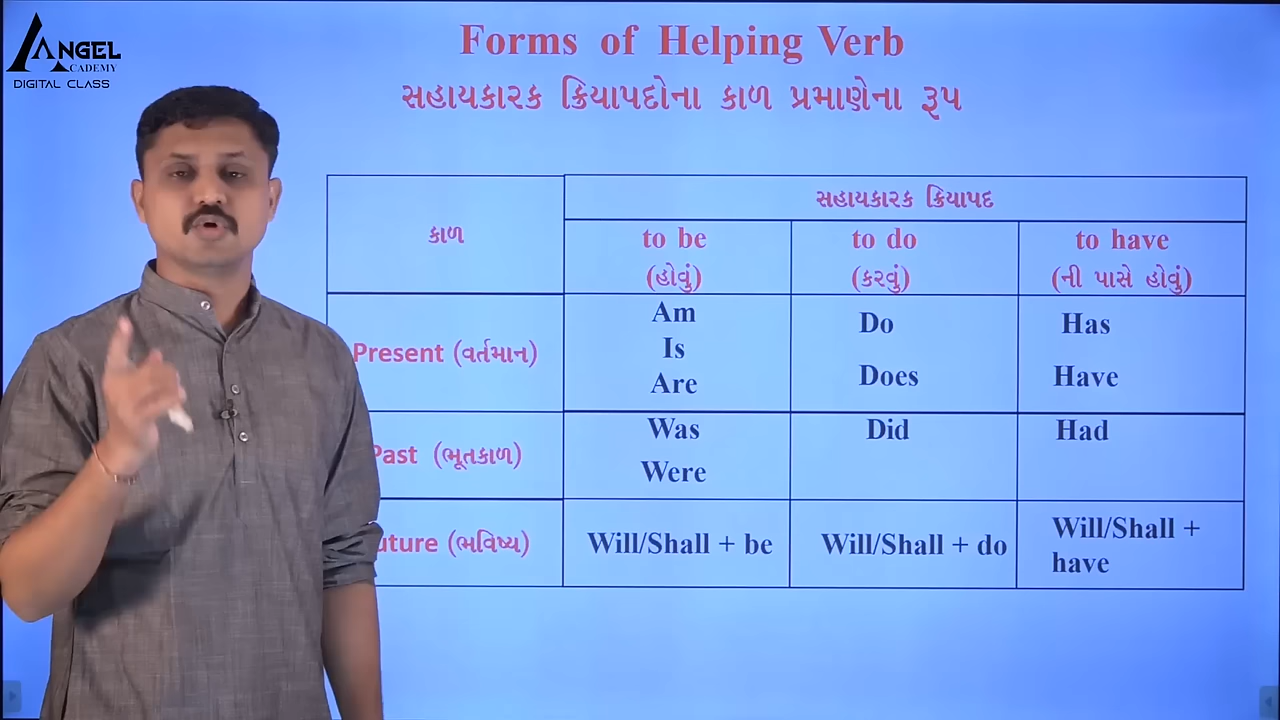 ANGEL
ACADEMY
DIGITAL CLASS
Forms of Helping Verb
સહાયકારક ક્રિયાપદોના કાળ પ્રમાણેના રૂપ
કાળ
સહાયકારક ક્રિયાપદ
to be
(હોવું)
to do
(કરવું)
to have
(ની પાસે હોવું)
Present (વર્તમાન)
Am
Is
Are
Do
Does
Has
Have
Past (ભૂતકાળ)
Was
Were
Did
Had
uture (ભવિષ્ય)
Will/Shall + be
Will/Shall + do
Will/Shall +
have